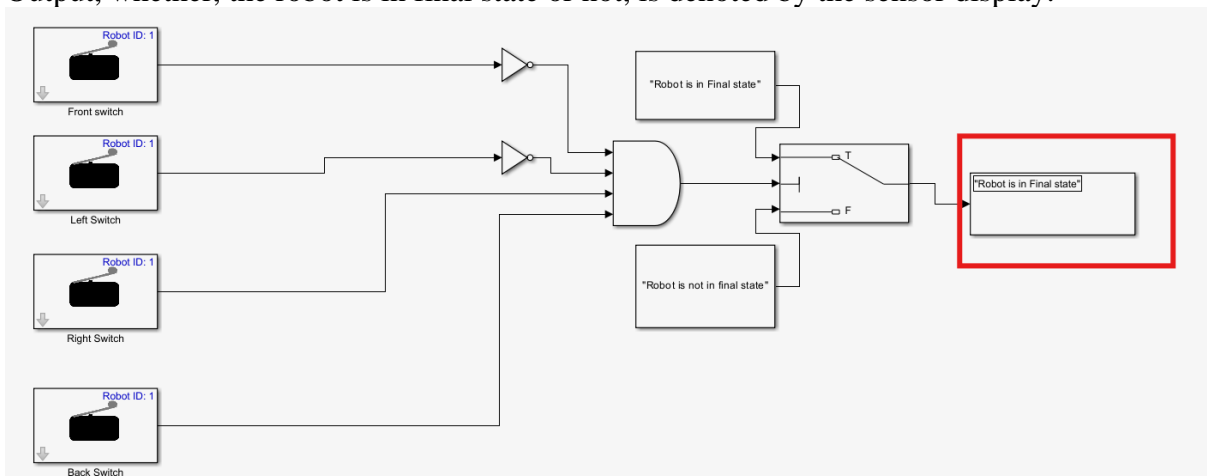 Output, whether, the robot is in final state or not, is denoted by the sensor display.
Robot ID: 1
Front switch
Robot ID: 1
Left Switch
Robot ID: 1
Right Switch
Robot ID: 1
Back Switch
"Robot is in Final state"
"Robot is not in final state"
T
F
"Robot is in Final state"